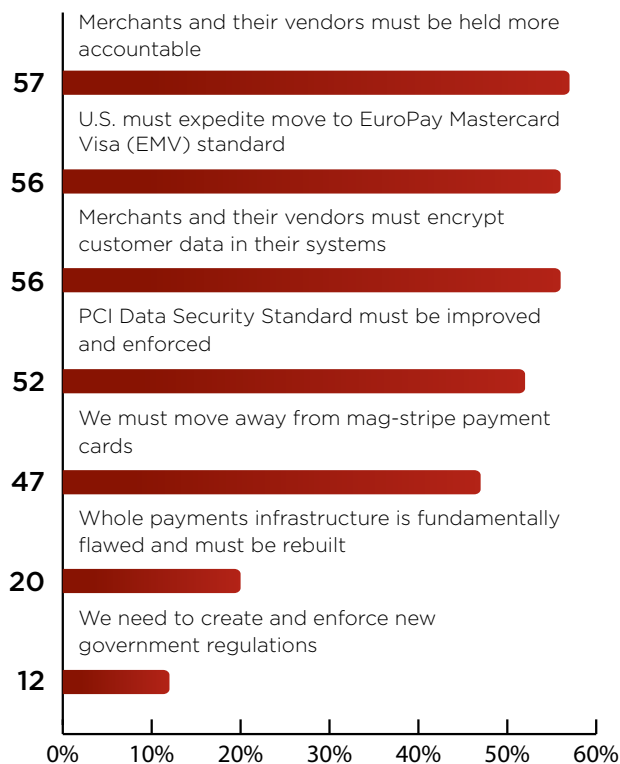 Merchants and their vendors must be held more
accountable
57
U.S. must expedite move to EuroPay Mastercard
Visa (EMV) standard
56
Merchants and their vendors must encrypt
customer data in their systems
56
PCI Data Security Standard must be improved
and enforced
52
We must move away from mag-stripe payment
cards
47
Whole payments infrastructure is fundamentally
flawed and must be rebuilt
20
We need to create and enforce new
government regulations
12
0% 10% 20% 30% 40% 50% 60%